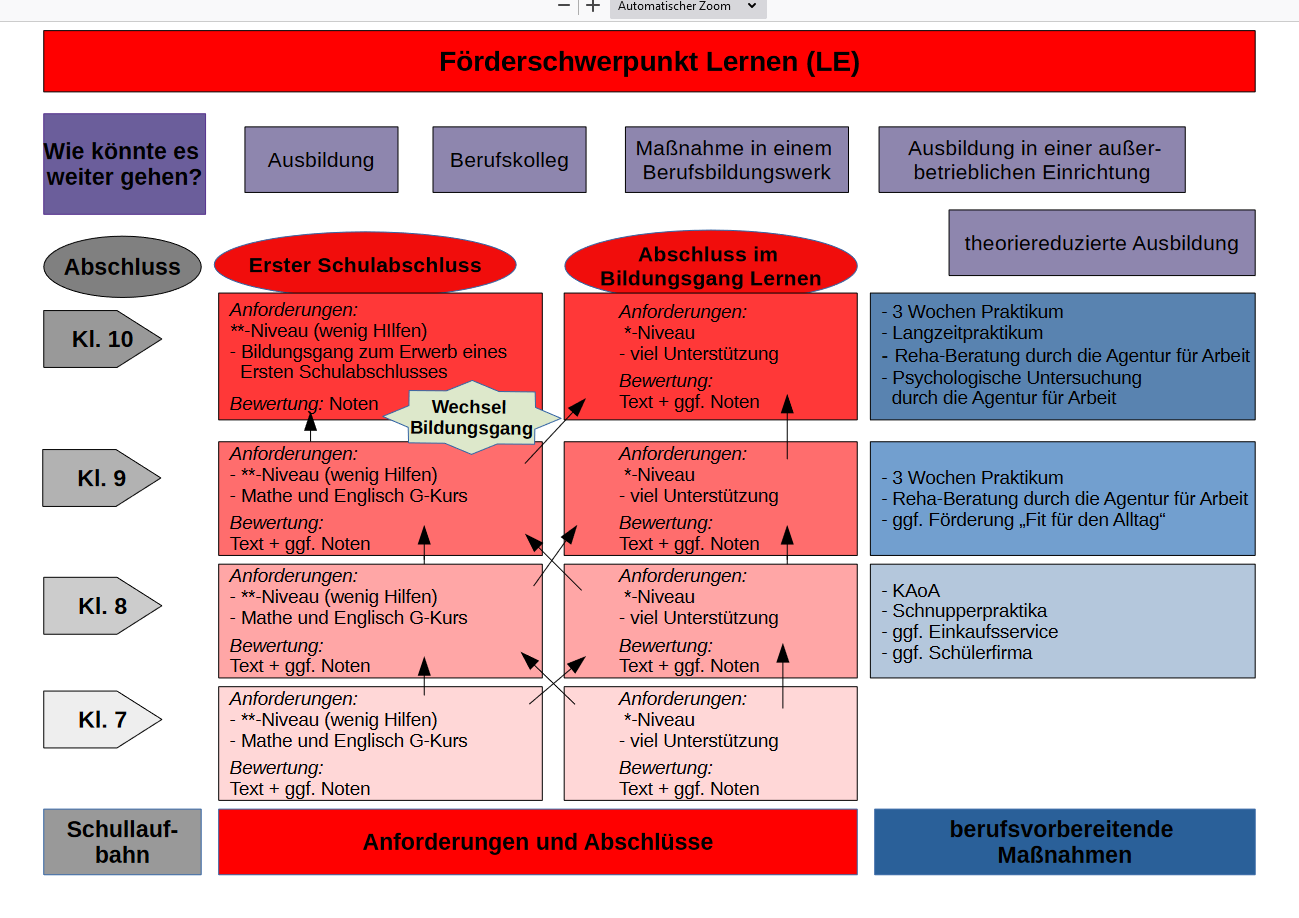 Automatischer Zoom
Förderschwerpunkt Lernen (LE)
Wie könnte es
weiter gehen?
Ausbildung
Berufskolleg
Maßnahme in einem
Berufsbildungswerk
Ausbildung in einer außer-
betrieblichen Einrichtung
theoriereduzierte Ausbildung
Abschluss
Erster Schulabschluss
Abschluss im
Bildungsgang Lernen
Kl. 10
Anforderungen:
**-Niveau (wenig HIlfen)
- Bildungsgang zum Erwerb eines
Ersten Schulabschlusses
Bewertung: Noten
Anforderungen:
*-Niveau
- viel Unterstützung
Bewertung:
Text + ggf. Noten
- 3 Wochen Praktikum
- Langzeitpraktikum
- Reha-Beratung durch die Agentur für Arbeit
- Psychologische Untersuchung
durch die Agentur für Arbeit
Wechsel
Bildungsgang
Kl. 9
Anforderungen:
- **-Niveau (wenig Hilfen)
- Mathe und Englisch G-Kurs
Bewertung:
Text + ggf. Noten
Anforderungen:
*-Niveau
- viel Unterstützung
Bewertung:
Text + ggf. Noten
- 3 Wochen Praktikum
- Reha-Beratung durch die Agentur für Arbeit
- ggf. Förderung „Fit für den Alltag“
Kl. 8
Anforderungen:
- **-Niveau (wenig Hilfen)
- Mathe und Englisch G-Kurs
Bewertung:
Text + ggf. Noten
Anforderungen:
*-Niveau
- viel Unterstützung
Bewertung:
Text + ggf. Noten
- KAoA
- Schnupperpraktika
- ggf. Einkaufsservice
- ggf. Schülerfirma
Kl. 7
Anforderungen:
- **-Niveau (wenig Hilfen)
- Mathe und Englisch G-Kurs
Bewertung:
Text + ggf. Noten
Anforderungen:
*-Niveau
- viel Unterstützung
Bewertung:
Text + ggf. Noten
Schullauf-
bahn
Anforderungen und Abschlüsse
berufsvorbereitende
Maßnahmen